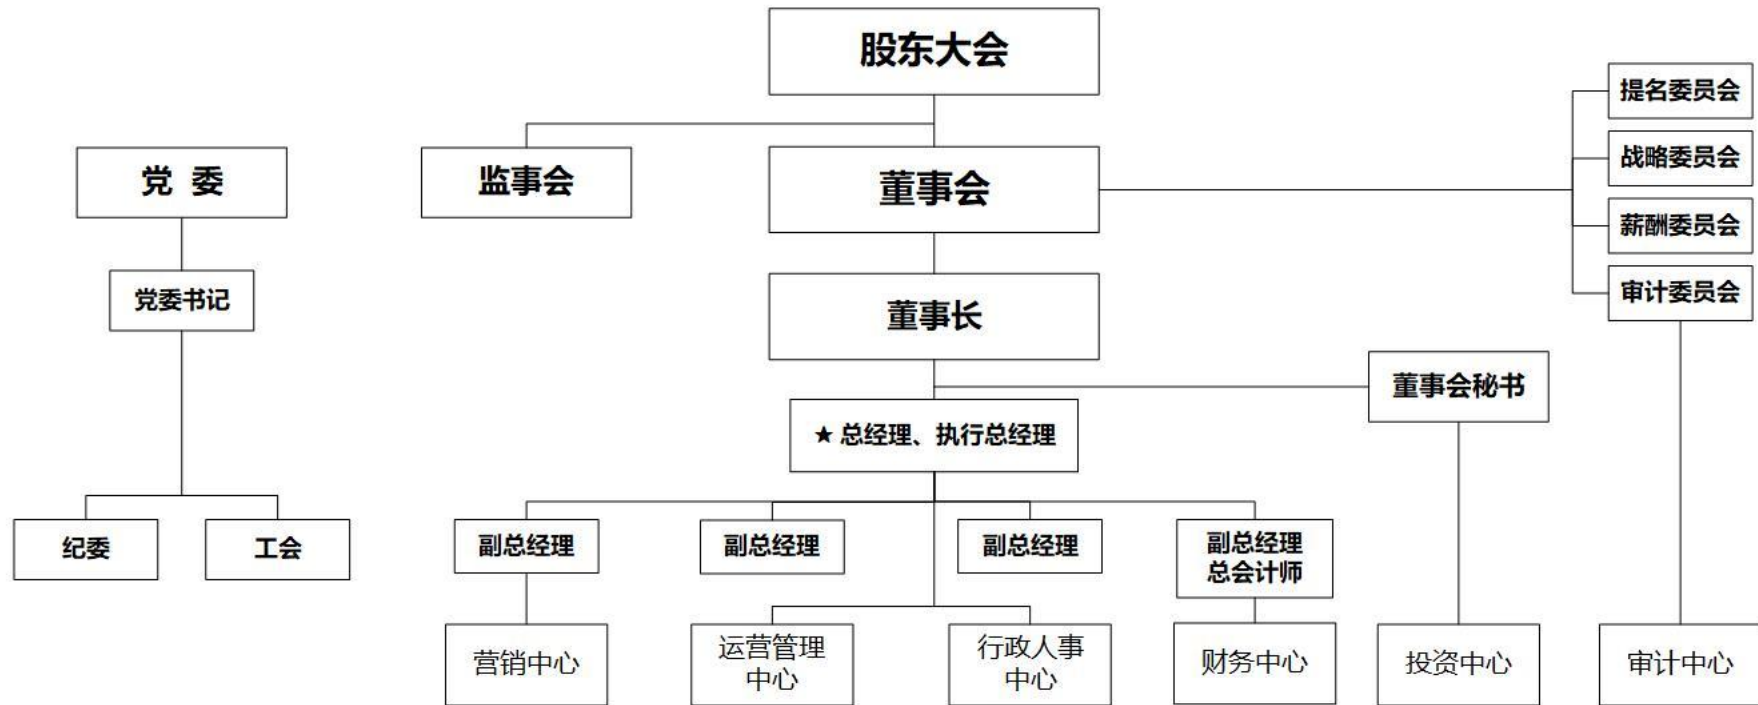 股东大会
提名委员会
战略委员会
薪酬委员会
审计委员会
党 委
监事会
董事会
党委书记
董事长
董事会秘书
★ 总经理、执行总经理
纪委
工会
副总经理
副总经理
副总经理
副总经理
总会计师
营销中心
运营管理
中心
行政人事
中心
财务中心
投资中心
审计中心